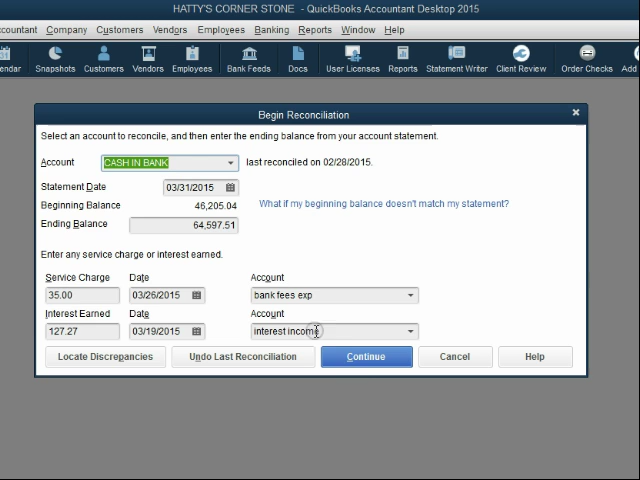 HATTY'S CORNER STONE - QuickBooks Accountant Desktop 2015
ccountant Company Customers Vendors Employees Banking Reports Window Help
endar Snapshots Customers Vendors Employees Bank Feeds Docs User Licenses Reports Statement Writer Client Review Order Checks Add
Begin Reconciliation
Select an account to reconcile, and then enter the ending balance from your account statement.
Account CASH IN BANK last reconciled on 02/28/2015.
Statement Date 03/31/2015
Beginning Balance 46,205.04 What if my beginning balance doesn't match my statement?
Ending Balance 64,597.51
Enter any service charge or interest earned.
Service Charge Date Account
35.00 03/26/2015 bank fees exp
Interest Earned Date Account
127.27 03/19/2015 interest income
Locate Discrepancies Undo Last Reconciliation Continue Cancel Help